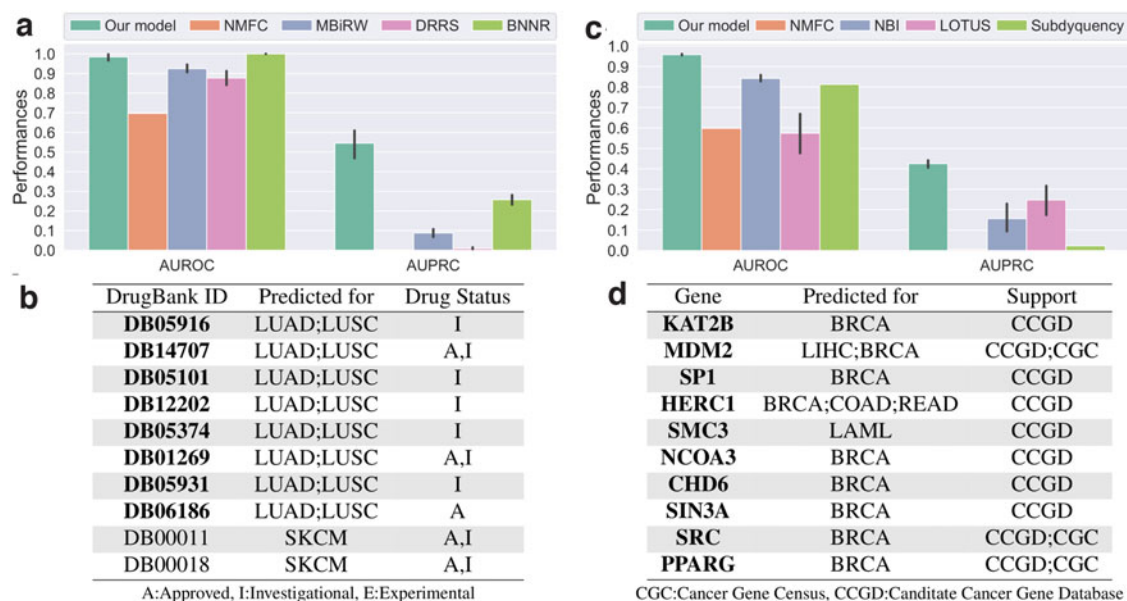 a
Our model NMFC MBiRW DRRS BNNR
Performances
1.0
0.9
0.8
0.7
0.6
0.5
0.4
0.3
0.2
0.1
0.0
AUROC AUPRC
b
DrugBank ID Predicted for Drug Status
DB05916 LUAD;LUSC I
DB14707 LUAD;LUSC A,I
DB05101 LUAD;LUSC I
DB12202 LUAD;LUSC I
DB05374 LUAD;LUSC I
DB01269 LUAD;LUSC A,I
DB05931 LUAD;LUSC I
DB06186 LUAD;LUSC A
DB00011 SKCM A,I
DB00018 SKCM A,I
A:Approved, I:Investigational, E:Experimental
c
Our model NMFC NBI LOTUS Subdyquency
Performances
1.0
0.9
0.8
0.7
0.6
0.5
0.4
0.3
0.2
0.1
0.0
AUROC AUPRC
d
Gene Predicted for Support
KAT2B BRCA CCGD
MDM2 LIHC;BRCA CCGD;CGC
SP1 BRCA CCGD
HERC1 BRCA;COAD;READ CCGD
SMC3 LAML CCGD
NCOA3 BRCA CCGD
CHD6 BRCA CCGD
SIN3A BRCA CCGD
SRC BRCA CCGD;CGC
PPARG BRCA CCGD;CGC
CGC:Cancer Gene Census, CCGD:Canditate Cancer Gene Database